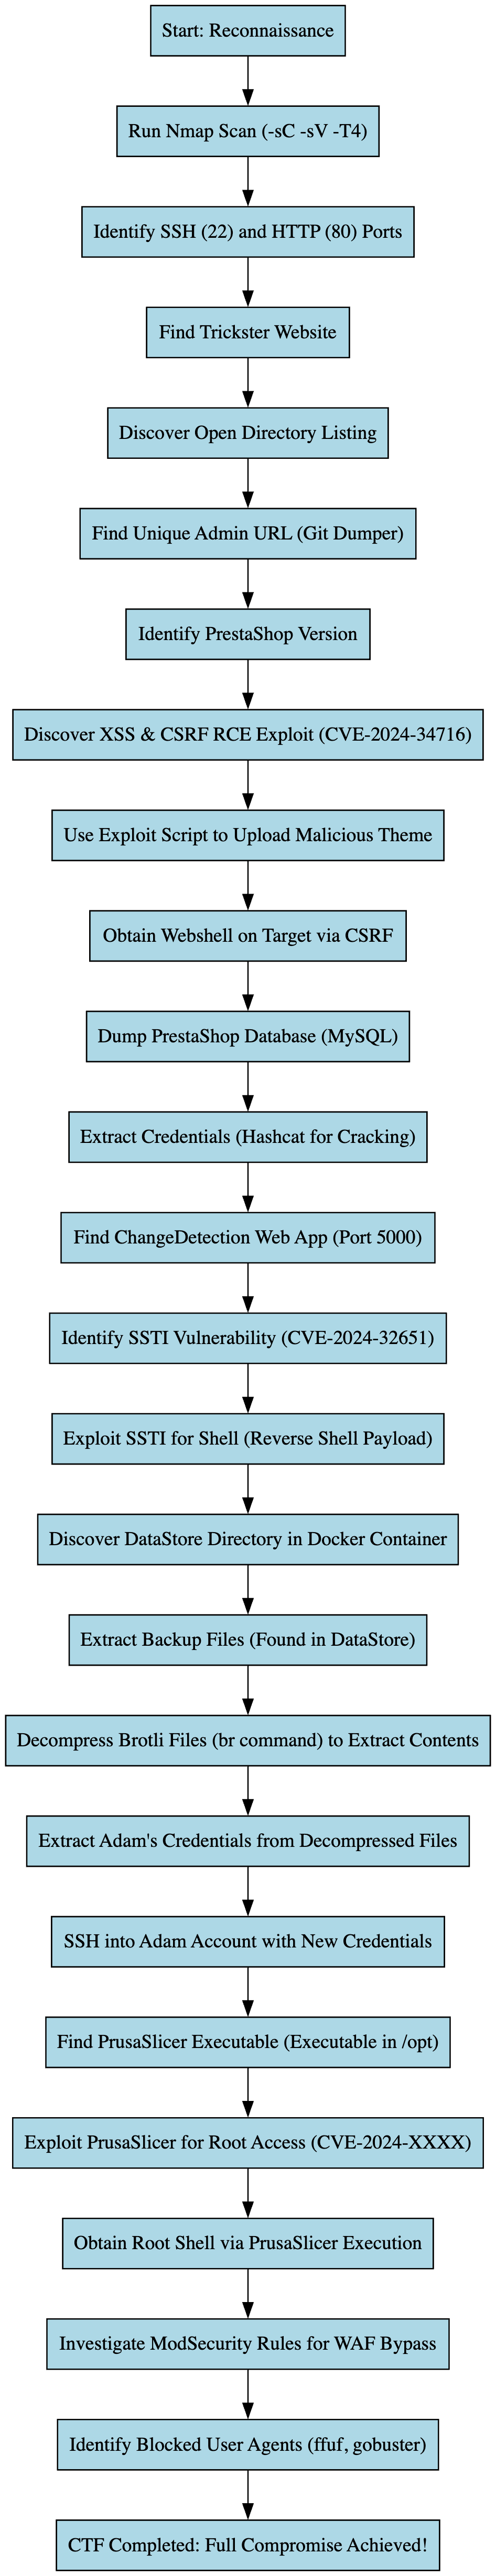 Start: Reconnaissance
Run Nmap Scan (-sC -sV -T4)
Identify SSH (22) and HTTP (80) Ports
Find Trickster Website
Discover Open Directory Listing
Find Unique Admin URL (Git Dumper)
Identify PrestaShop Version
Discover XSS & CSRF RCE Exploit (CVE-2024-34716)
Use Exploit Script to Upload Malicious Theme
Obtain Webshell on Target via CSRF
Dump PrestaShop Database (MySQL)
Extract Credentials (Hashcat for Cracking)
Find ChangeDetection Web App (Port 5000)
Identify SSTI Vulnerability (CVE-2024-32651)
Exploit SSTI for Shell (Reverse Shell Payload)
Discover DataStore Directory in Docker Container
Extract Backup Files (Found in DataStore)
Decompress Brotli Files (br command) to Extract Contents
Extract Adam's Credentials from Decompressed Files
SSH into Adam Account with New Credentials
Find PrusaSlicer Executable (Executable in /opt)
Exploit PrusaSlicer for Root Access (CVE-2024-XXXX)
Obtain Root Shell via PrusaSlicer Execution
Investigate ModSecurity Rules for WAF Bypass
Identify Blocked User Agents (ffuf, gobuster)
CTF Completed: Full Compromise Achieved!